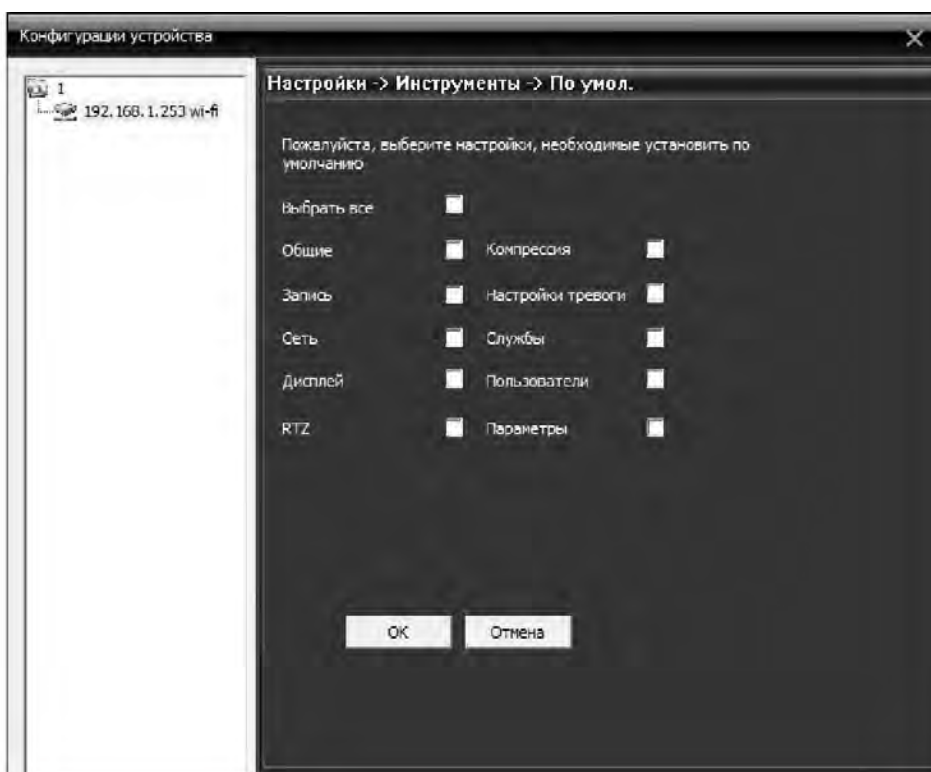 Конфигурации устройства
1
192.168.1.253 wi-fi
Настройки -> Инструменты -> По умол.
Пожалуйста, выберите настройки, необходимые установить по
умолчанию
Выбрать все
Общие Компрессия
Запись Настройки тревоги
Сеть Службы
Дисплей Пользователи
RTZ Параметры
OK Отмена